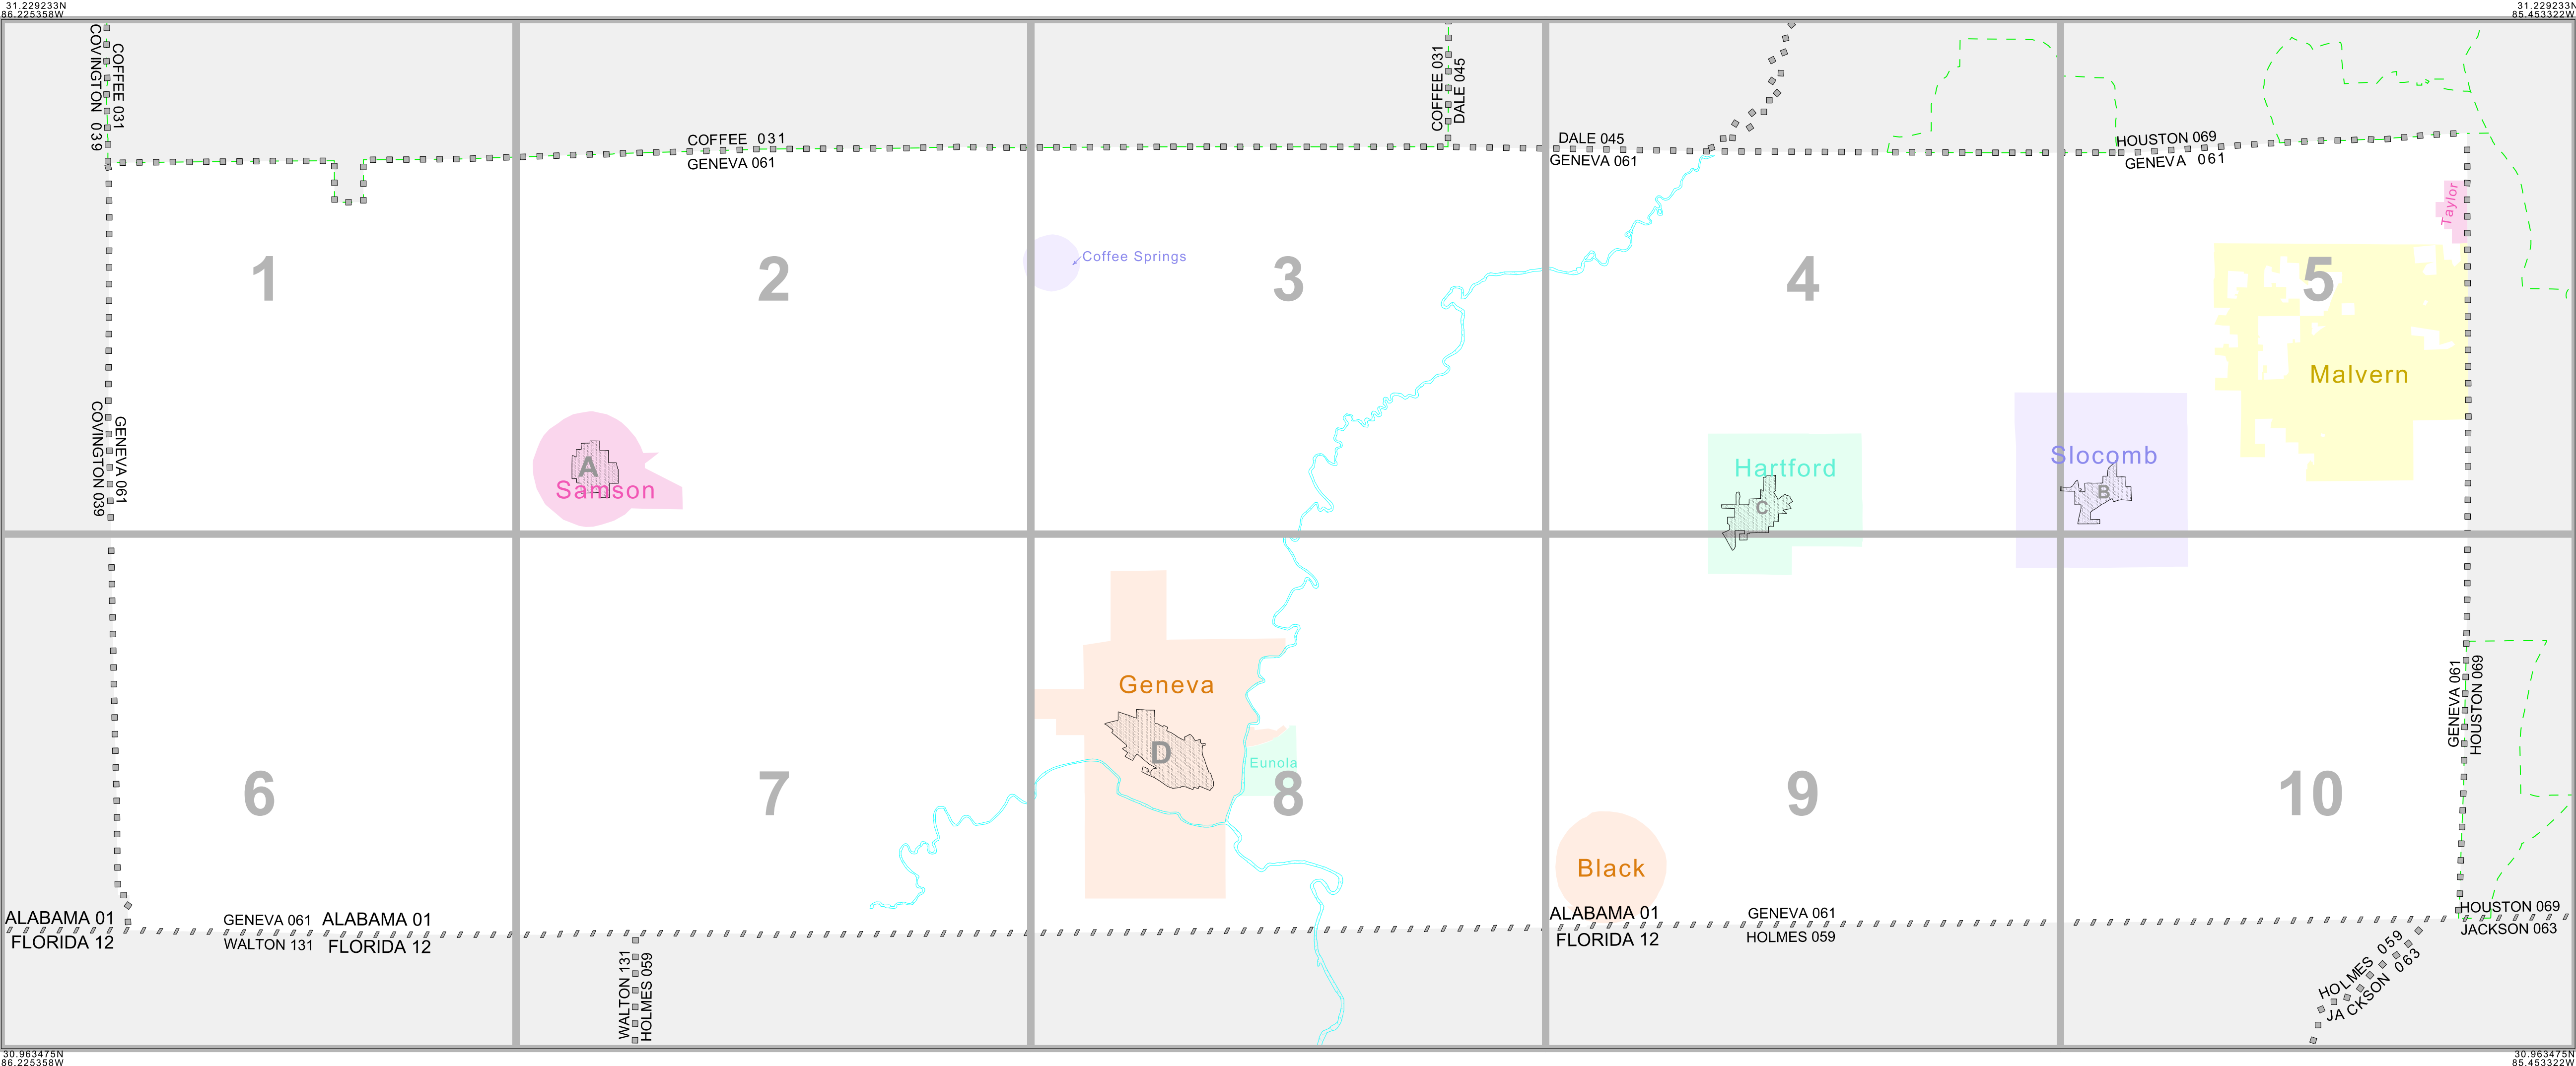 31.229233N
86.225358W
31.229233N
85.453322W
COVINGTON 039
COFFEE 031
COFFEE 031
DALE 045
COFFEE 031
GENEVA 061
DALE 045
GENEVA 061
HOUSTON 069
GENEVA 061
Taylor
Coffee Springs
1
2
3
4
5
Malvern
COVINGTON 039
GENEVA 061
A
Samson
Hartford
C
Slocomb
B
Geneva
D
Eunola
GENEVA 061
HOUSTON 069
6
7
8
9
10
Black
ALABAMA 01
FLORIDA 12
GENEVA 061
WALTON 131
ALABAMA 01
FLORIDA 12
WALTON 131
HOLMES 059
ALABAMA 01
FLORIDA 12
GENEVA 061
HOLMES 059
HOUSTON 069
JACKSON 063
HOLMES 059
JACKSON 063
30.963475N
86.225358W
30.963475N
85.453322W